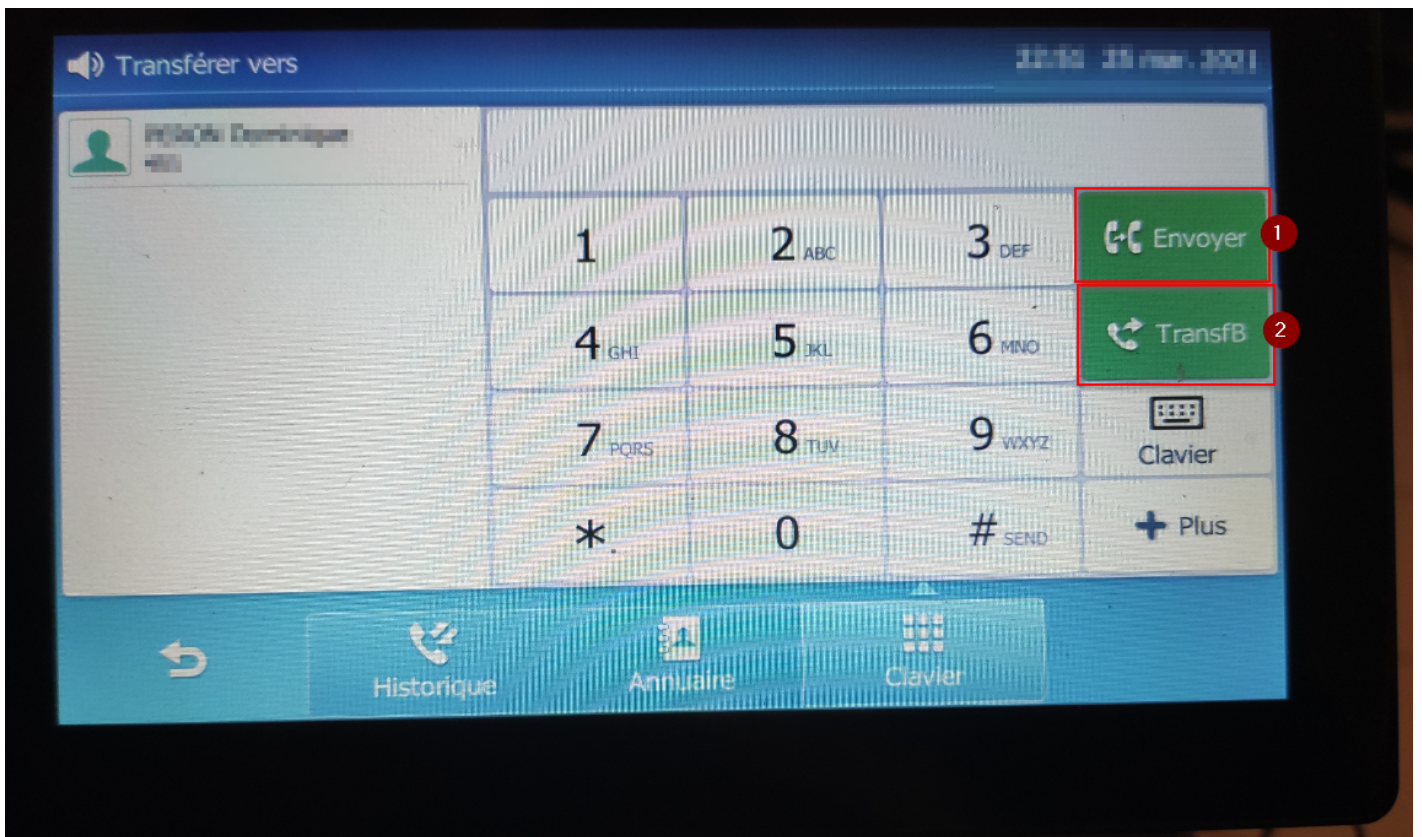 Transférer vers
1
2 ABC
3 DEF
Envoyer
1
4 GHI
5 JKL
6 MNO
TransfB
2
7 PQRS
8 TUV
9 WXYZ
Clavier
*.
0
# SEND
+ Plus
Historique
Annuaire
Clavier